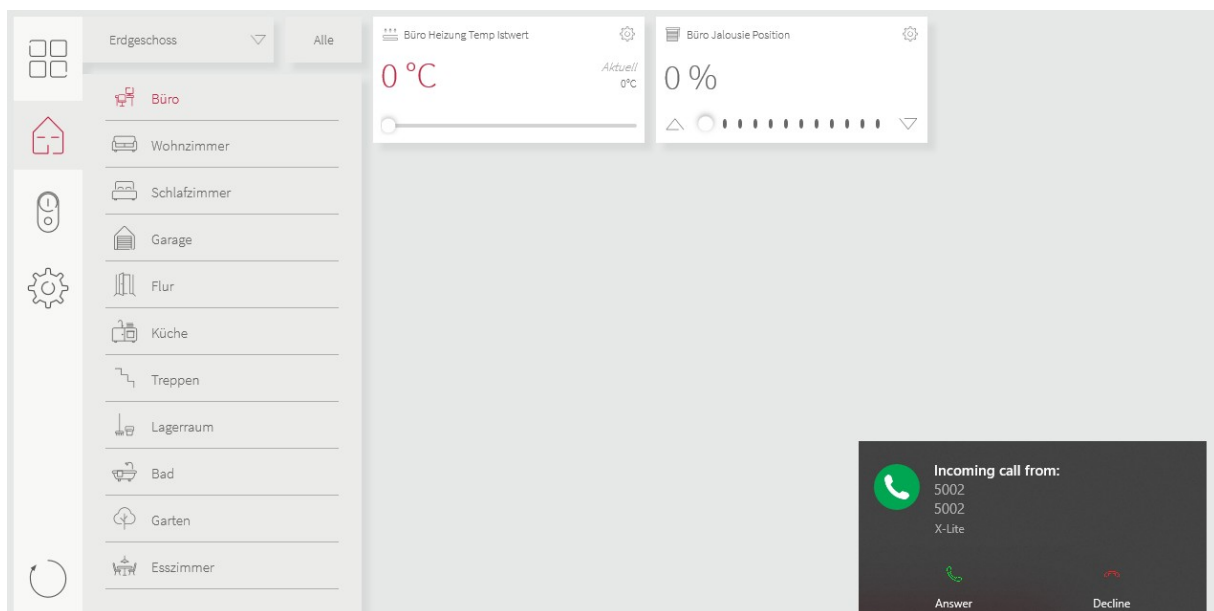 Erdgeschoss
Alle
Büro
Wohnzimmer
Schlafzimmer
Garage
Flur
Küche
Treppen
Lagerraum
Bad
Garten
Esszimmer
Büro Heizung Temp Istwert
0 °C
Aktuell
0°C
Büro Jalousie Position
0 %
Incoming call from:
5002
5002
X-Lite
Answer
Decline